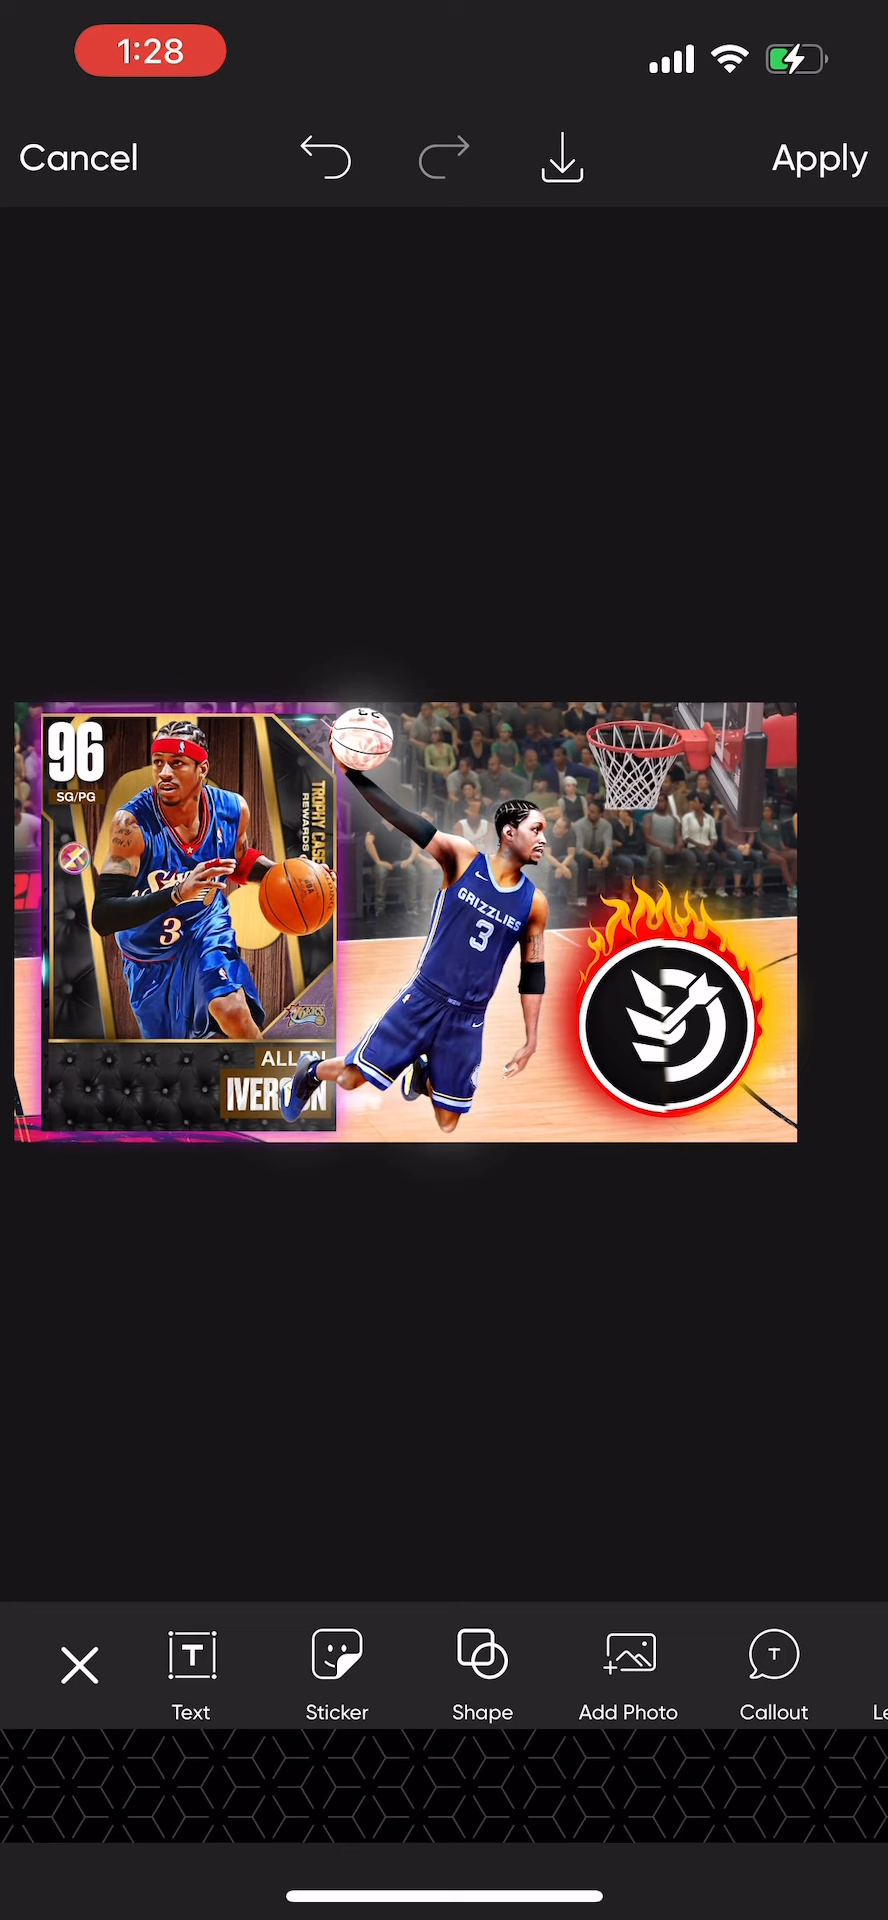 1:28
Cancel
Apply
96
SG/PG
TROPHY CASE
REWARDS
3
76ERS
GRIZZLIES
3
ALLEN
IVERSON
Text
Sticker
Shape
Add Photo
Callout